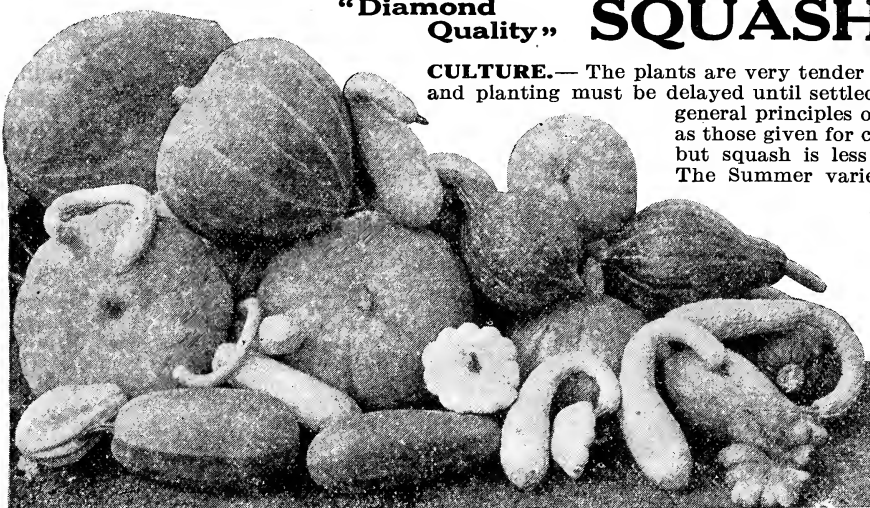 “Diamond
Quality” SQUASH
CULTURE.— The plants are very tender
and planting must be delayed until settled
general principles o
as those given for c
but squash is less
The Summer varie